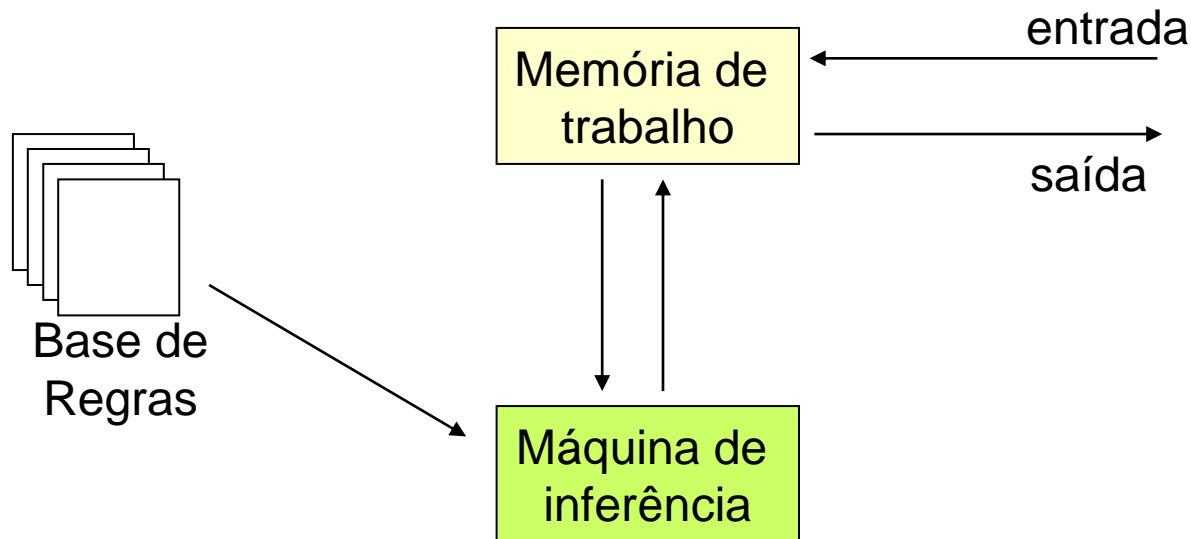 entrada
Memória de
trabalho
saída
Base de
Regras
Máquina de
inferência